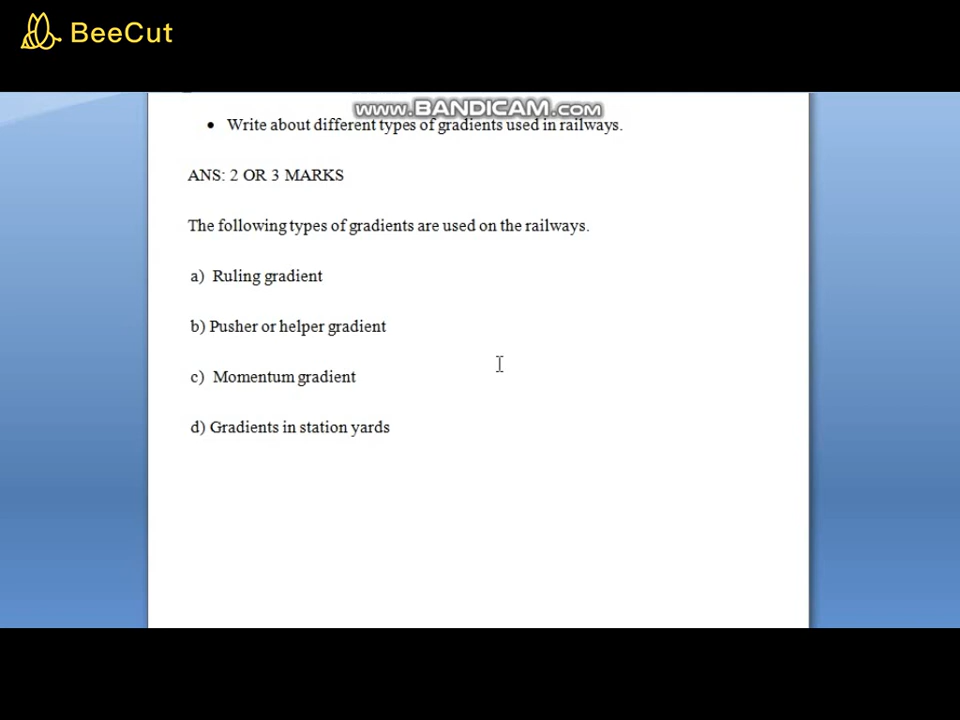 BeeCut
www.BANDICAM.COM
• Write about different types of gradients used in railways.
ANS: 2 OR 3 MARKS
The following types of gradients are used on the railways.
a) Ruling gradient
b) Pusher or helper gradient
c) Momentum gradient
d) Gradients in station yards